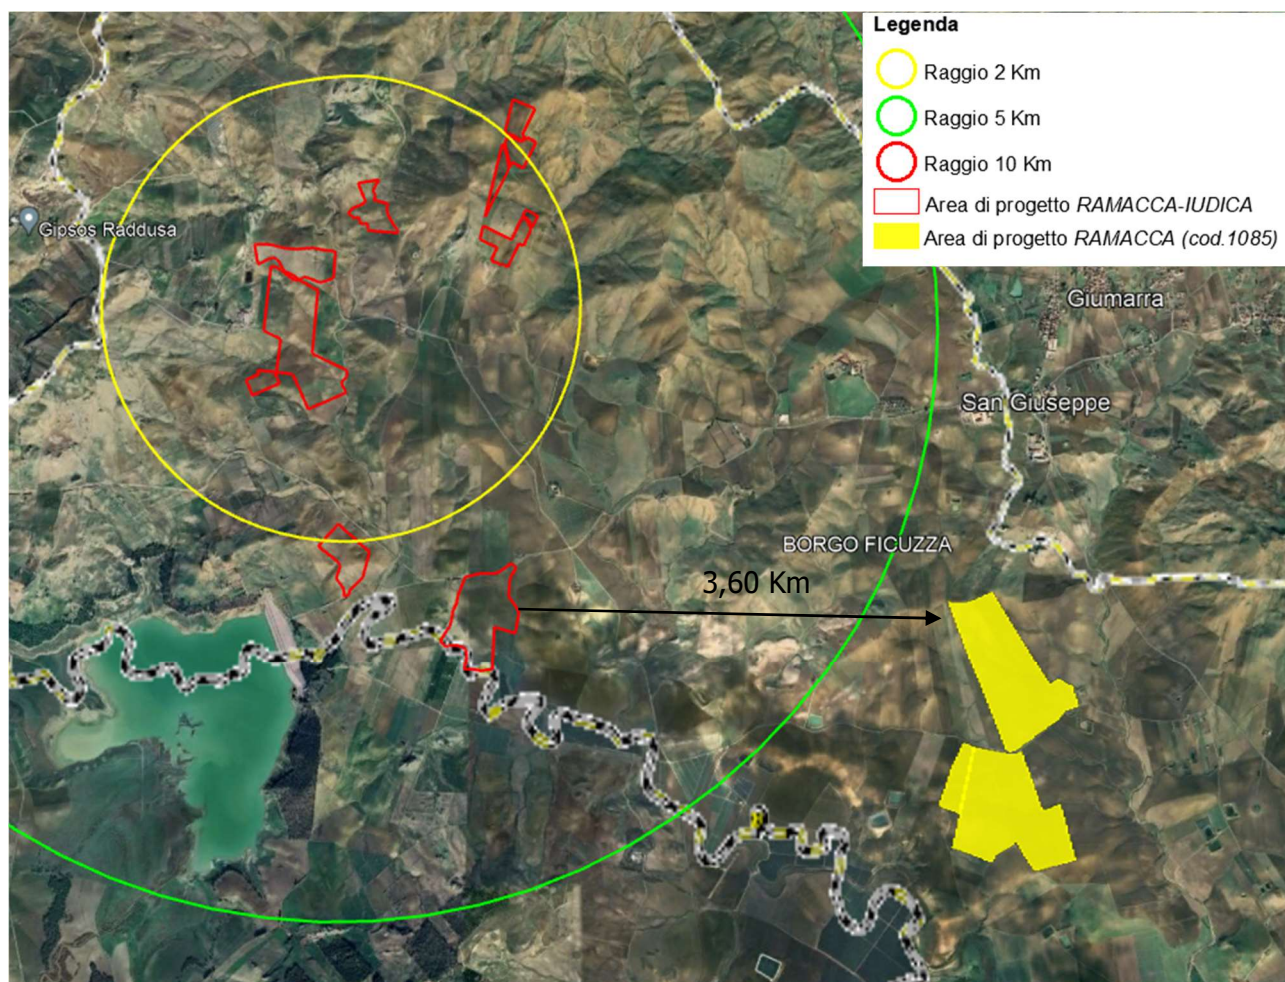 Legenda
Raggio 2 Km
Raggio 5 Km
Raggio 10 Km
Area di progetto RAMACCA-IUDICA
Area di progetto RAMACCA (cod.1085)
Gipsos Raddusa
Giumarra
San Giuseppe
BORGO FICUZZA
3,60 Km